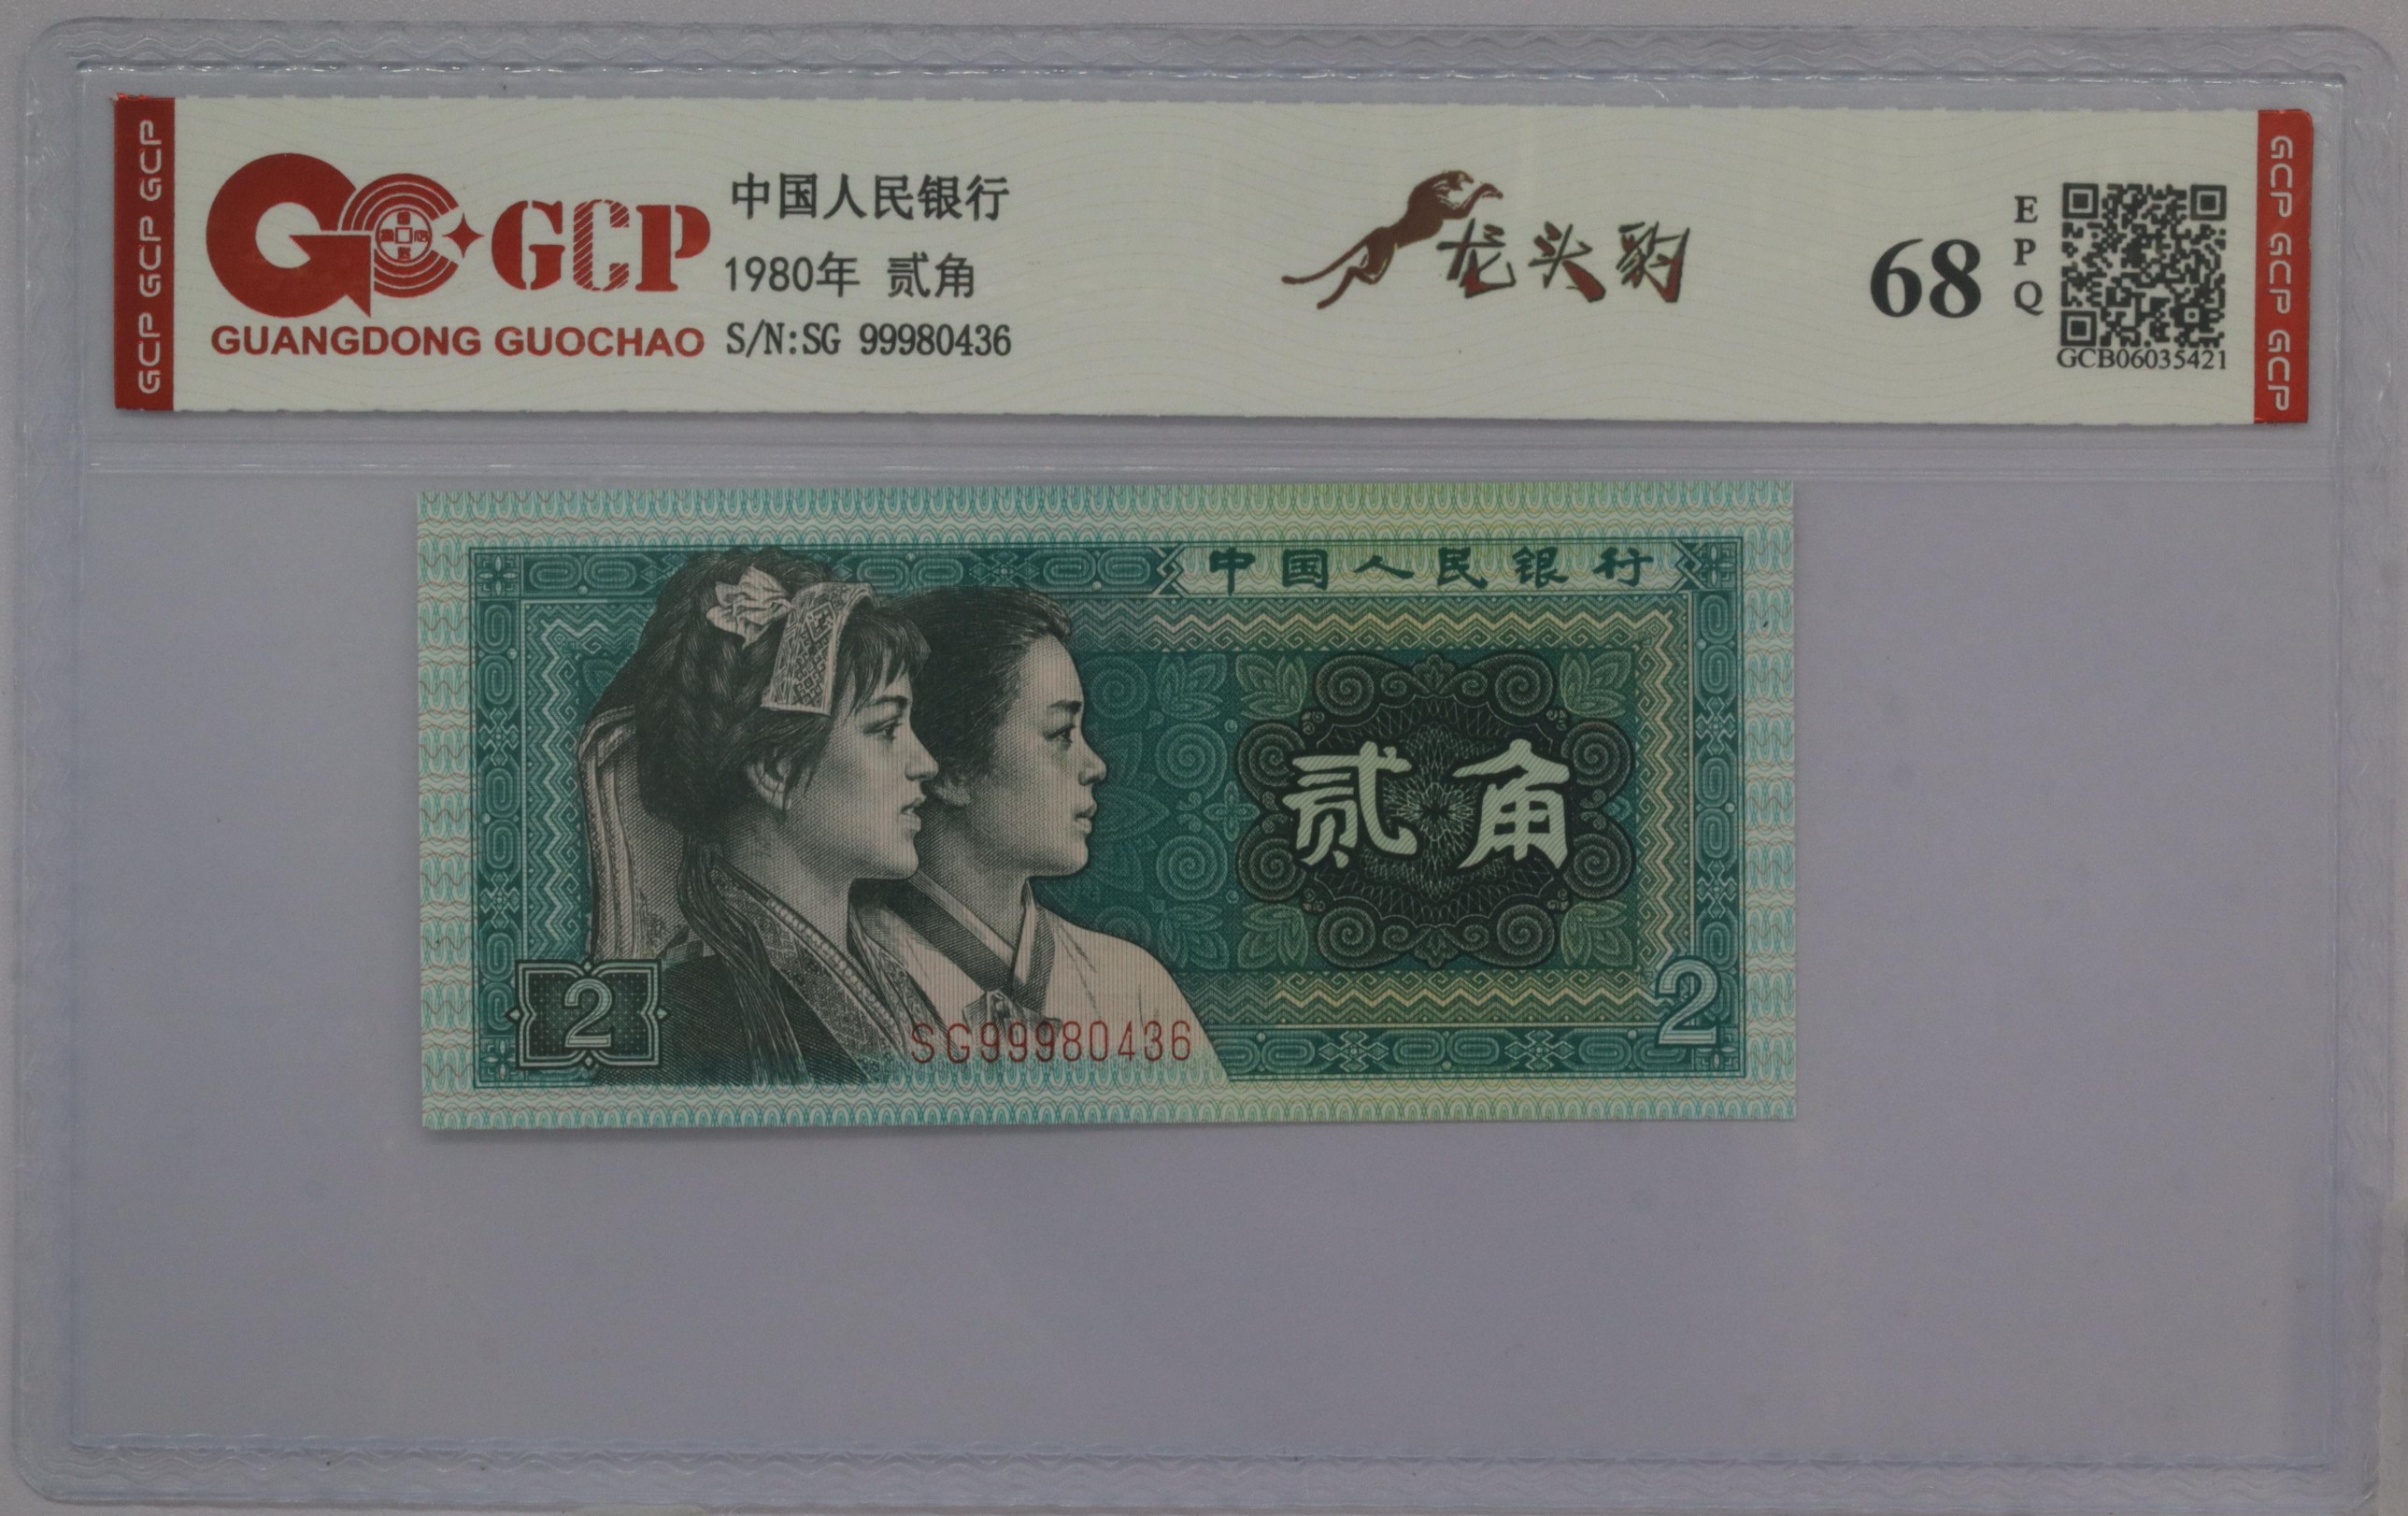 GCP GCP GCP
GCP
GUANGDONG GUOCHAO
中国人民银行
1980年 贰角
S/N:SG 99980436
龙头豹
68
EPQ
GCB06035421
GCP GCP GCP
中国人民银行
贰角
2
SG99980436
2